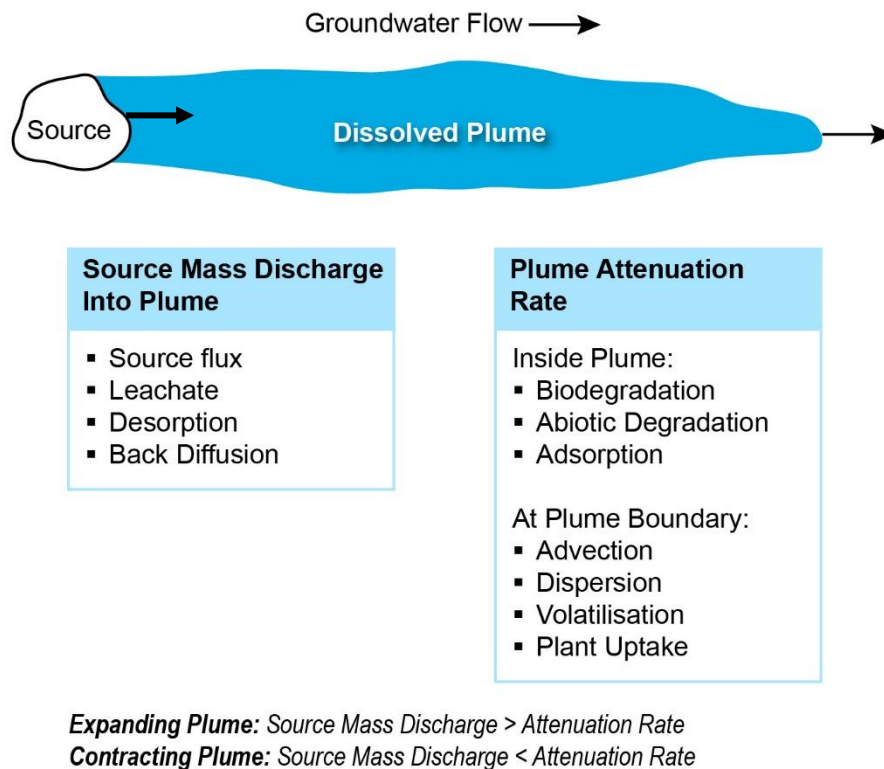 Groundwater Flow
Source
Dissolved Plume
Source Mass Discharge
Into Plume
▪ Source flux
▪ Leachate
▪ Desorption
▪ Back Diffusion
Plume Attenuation
Rate
Inside Plume:
▪ Biodegradation
▪ Abiotic Degradation
▪ Adsorption
At Plume Boundary:
▪ Advection
▪ Dispersion
▪ Volatilisation
▪ Plant Uptake
Expanding Plume: Source Mass Discharge > Attenuation Rate
Contracting Plume: Source Mass Discharge < Attenuation Rate